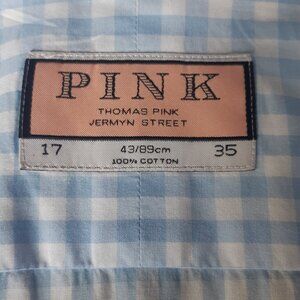 PINK
THOMAS PINK
JERMYN STREET
17 43/89cm 35
100% COTTON